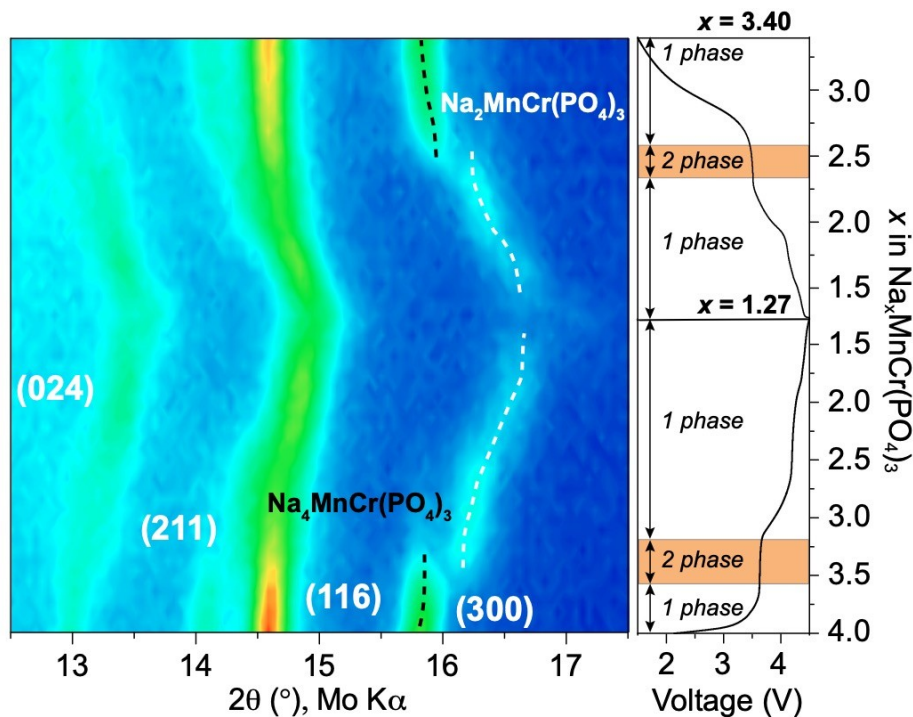 x = 3.40
1 phase
Na₂MnCr(PO₄)₃
3.0
2 phase
2.5
1 phase
2.0
1.5
x = 1.27
x in NaₓMnCr(PO₄)₃
1.5
(024)
1 phase
2.0
2.5
Na₄MnCr(PO₄)₃
3.0
(211)
2 phase
3.5
(116)
(300)
1 phase
4.0
13 14 15 16 17
2 3 4
2θ (°), Mo Kα
Voltage (V)